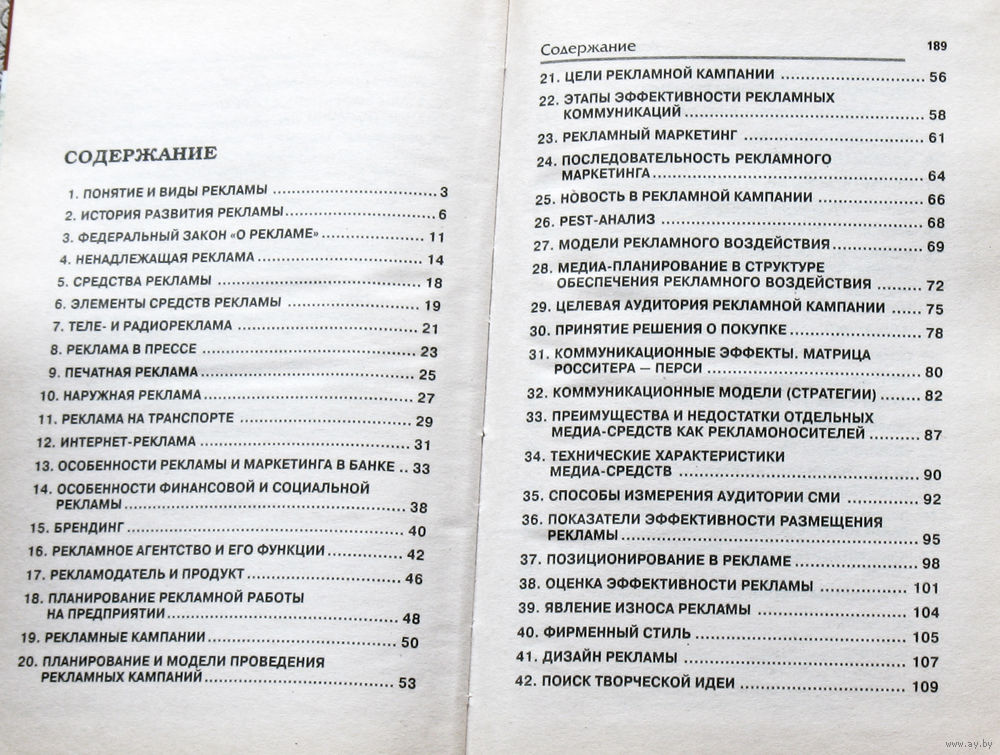 СОДЕРЖАНИЕ
1. ПОНЯТИЕ И ВИДЫ РЕКЛАМЫ ........ 3
2. ИСТОРИЯ РАЗВИТИЯ РЕКЛАМЫ ........ 6
3. ФЕДЕРАЛЬНЫЙ ЗАКОН «О РЕКЛАМЕ» ........ 11
4. НЕНАДЛЕЖАЩАЯ РЕКЛАМА ........ 14
5. СРЕДСТВА РЕКЛАМЫ ........ 18
6. ЭЛЕМЕНТЫ СРЕДСТВ РЕКЛАМЫ ........ 19
7. ТЕЛЕ- И РАДИОРЕКЛАМА ........ 21
8. РЕКЛАМА В ПРЕССЕ ........ 23
9. ПЕЧАТНАЯ РЕКЛАМА ........ 25
10. НАРУЖНАЯ РЕКЛАМА ........ 27
11. РЕКЛАМА НА ТРАНСПОРТЕ ........ 29
12. ИНТЕРНЕТ-РЕКЛАМА ........ 31
13. ОСОБЕННОСТИ РЕКЛАМЫ И МАРКЕТИНГА В БАНКЕ .. 33
14. ОСОБЕННОСТИ ФИНАНСОВОЙ И СОЦИАЛЬНОЙ
РЕКЛАМЫ ........ 38
15. БРЕНДИНГ ........ 40
16. РЕКЛАМНОЕ АГЕНТСТВО И ЕГО ФУНКЦИИ ........ 42
17. РЕКЛАМОДАТЕЛЬ И ПРОДУКТ ........ 46
18. ПЛАНИРОВАНИЕ РЕКЛАМНОЙ РАБОТЫ
НА ПРЕДПРИЯТИИ ........ 48
19. РЕКЛАМНЫЕ КАМПАНИИ ........ 50
20. ПЛАНИРОВАНИЕ И МОДЕЛИ ПРОВЕДЕНИЯ
РЕКЛАМНЫХ КАМПАНИЙ ........ 53
Содержание 189
21. ЦЕЛИ РЕКЛАМНОЙ КАМПАНИИ ........ 56
22. ЭТАПЫ ЭФФЕКТИВНОСТИ РЕКЛАМНЫХ
КОММУНИКАЦИЙ ........ 58
23. РЕКЛАМНЫЙ МАРКЕТИНГ ........ 61
24. ПОСЛЕДОВАТЕЛЬНОСТЬ РЕКЛАМНОГО
МАРКЕТИНГА ........ 64
25. НОВОСТЬ В РЕКЛАМНОЙ КАМПАНИИ ........ 66
26. PEST-АНАЛИЗ ........ 68
27. МОДЕЛИ РЕКЛАМНОГО ВОЗДЕЙСТВИЯ ........ 69
28. МЕДИА-ПЛАНИРОВАНИЕ В СТРУКТУРЕ
ОБЕСПЕЧЕНИЯ РЕКЛАМНОГО ВОЗДЕЙСТВИЯ ........ 72
29. ЦЕЛЕВАЯ АУДИТОРИЯ РЕКЛАМНОЙ КАМПАНИИ ..... 75
30. ПРИНЯТИЕ РЕШЕНИЯ О ПОКУПКЕ ........ 78
31. КОММУНИКАЦИОННЫЕ ЭФФЕКТЫ. МАТРИЦА
РОССИТЕРА — ПЕРСИ ........ 80
32. КОММУНИКАЦИОННЫЕ МОДЕЛИ (СТРАТЕГИИ) ...... 82
33. ПРЕИМУЩЕСТВА И НЕДОСТАТКИ ОТДЕЛЬНЫХ
МЕДИА-СРЕДСТВ КАК РЕКЛАМОНОСИТЕЛЕЙ ........ 87
34. ТЕХНИЧЕСКИЕ ХАРАКТЕРИСТИКИ
МЕДИА-СРЕДСТВ ........ 90
35. СПОСОБЫ ИЗМЕРЕНИЯ АУДИТОРИИ СМИ ........ 92
36. ПОКАЗАТЕЛИ ЭФФЕКТИВНОСТИ РАЗМЕЩЕНИЯ
РЕКЛАМЫ ........ 95
37. ПОЗИЦИОНИРОВАНИЕ В РЕКЛАМЕ ........ 98
38. ОЦЕНКА ЭФФЕКТИВНОСТИ РЕКЛАМЫ ........ 101
39. ЯВЛЕНИЕ ИЗНОСА РЕКЛАМЫ ........ 104
40. ФИРМЕННЫЙ СТИЛЬ ........ 105
41. ДИЗАЙН РЕКЛАМЫ ........ 107
42. ПОИСК ТВОРЧЕСКОЙ ИДЕИ ........ 109
www.ay.by